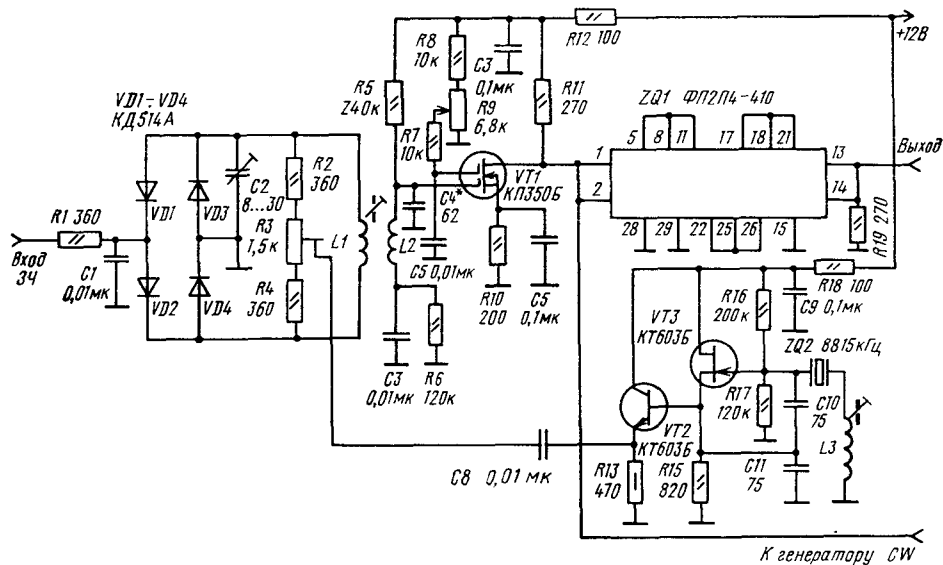 R12 100
+12В
R8
10к
C3
0,1мк
R5
240к
R9
6,8к
R11
270
ZQ1 ФП2П4-410
VD1-VD4
КД514А
R7
10к
5
8
11
17
18
21
Выход
1
13
VT1
КП350Б
2
14
R2
360
C2
8...30
VD1
VD3
C4*
62
R19 270
R1 360
R3
1,5к
L1
L2
28
29
22
25
26
15
Вход
ЗЧ
C1
0,01мк
VD2
VD4
R4
360
C5 0,01мк
R10
200
C5
0,1мк
R18 100
R16
200к
C9 0,1мк
VT3
КТ603Б
ZQ2 8815кГц
C3
0,01мк
R6
120к
R17
120к
C10
75
VT2
КТ603Б
L3
C8 0,01 мк
R13
470
R15
820
C11
75
К генератору CW